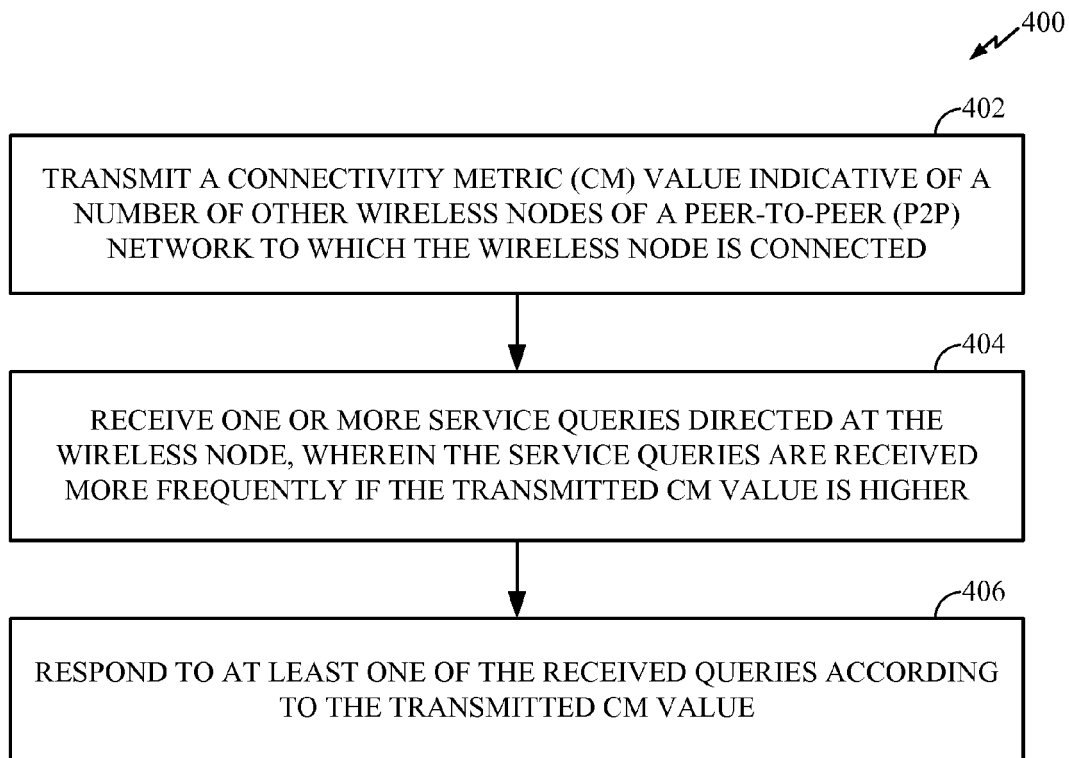 400
402
TRANSMIT A CONNECTIVITY METRIC (CM) VALUE INDICATIVE OF A
NUMBER OF OTHER WIRELESS NODES OF A PEER-TO-PEER (P2P)
NETWORK TO WHICH THE WIRELESS NODE IS CONNECTED
404
RECEIVE ONE OR MORE SERVICE QUERIES DIRECTED AT THE
WIRELESS NODE, WHEREIN THE SERVICE QUERIES ARE RECEIVED
MORE FREQUENTLY IF THE TRANSMITTED CM VALUE IS HIGHER
406
RESPOND TO AT LEAST ONE OF THE RECEIVED QUERIES ACCORDING
TO THE TRANSMITTED CM VALUE